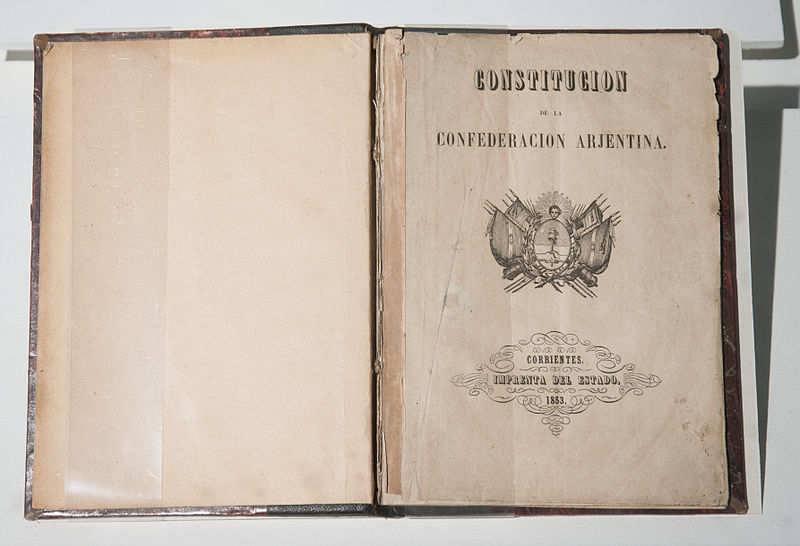 CONSTITUCION
DE LA
CONFEDERACION ARJENTINA.
CORRIENTES.
IMPRENTA DEL ESTADO.
1853.